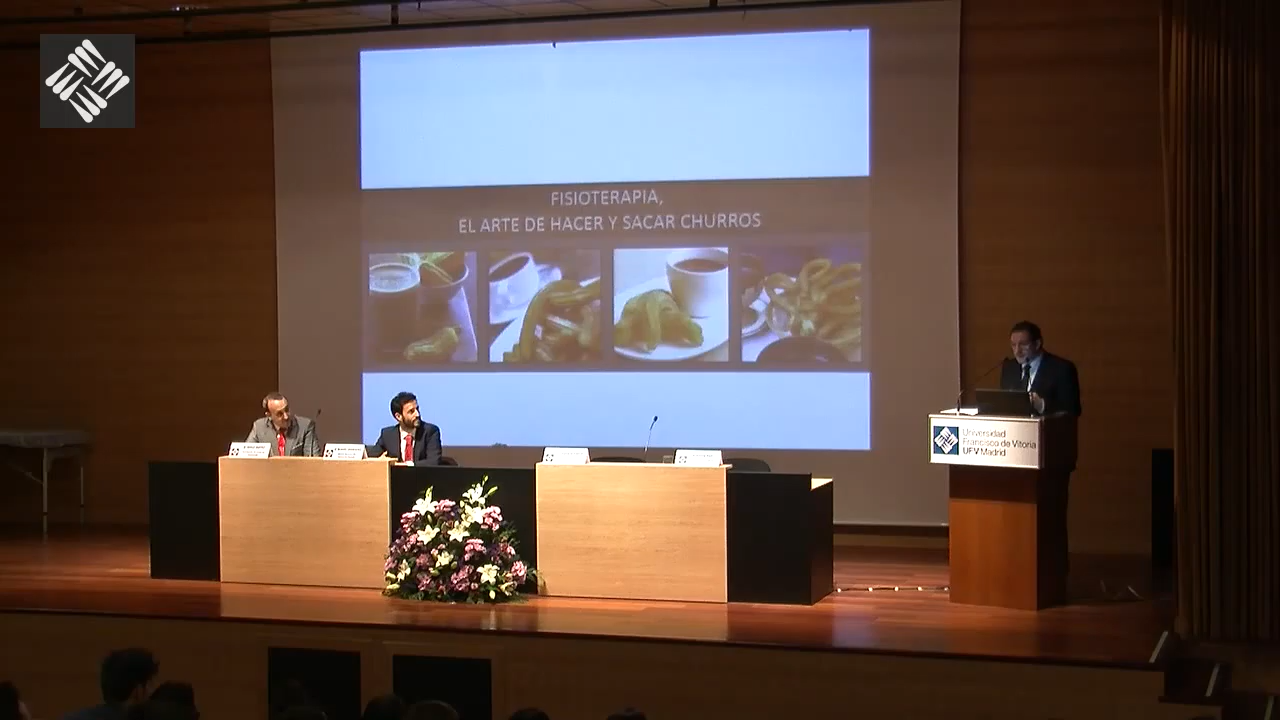 FISIOTERAPIA,
EL ARTE DE HACER Y SACAR CHURROS
Universidad
Francisco de Vitoria
UFV Madrid